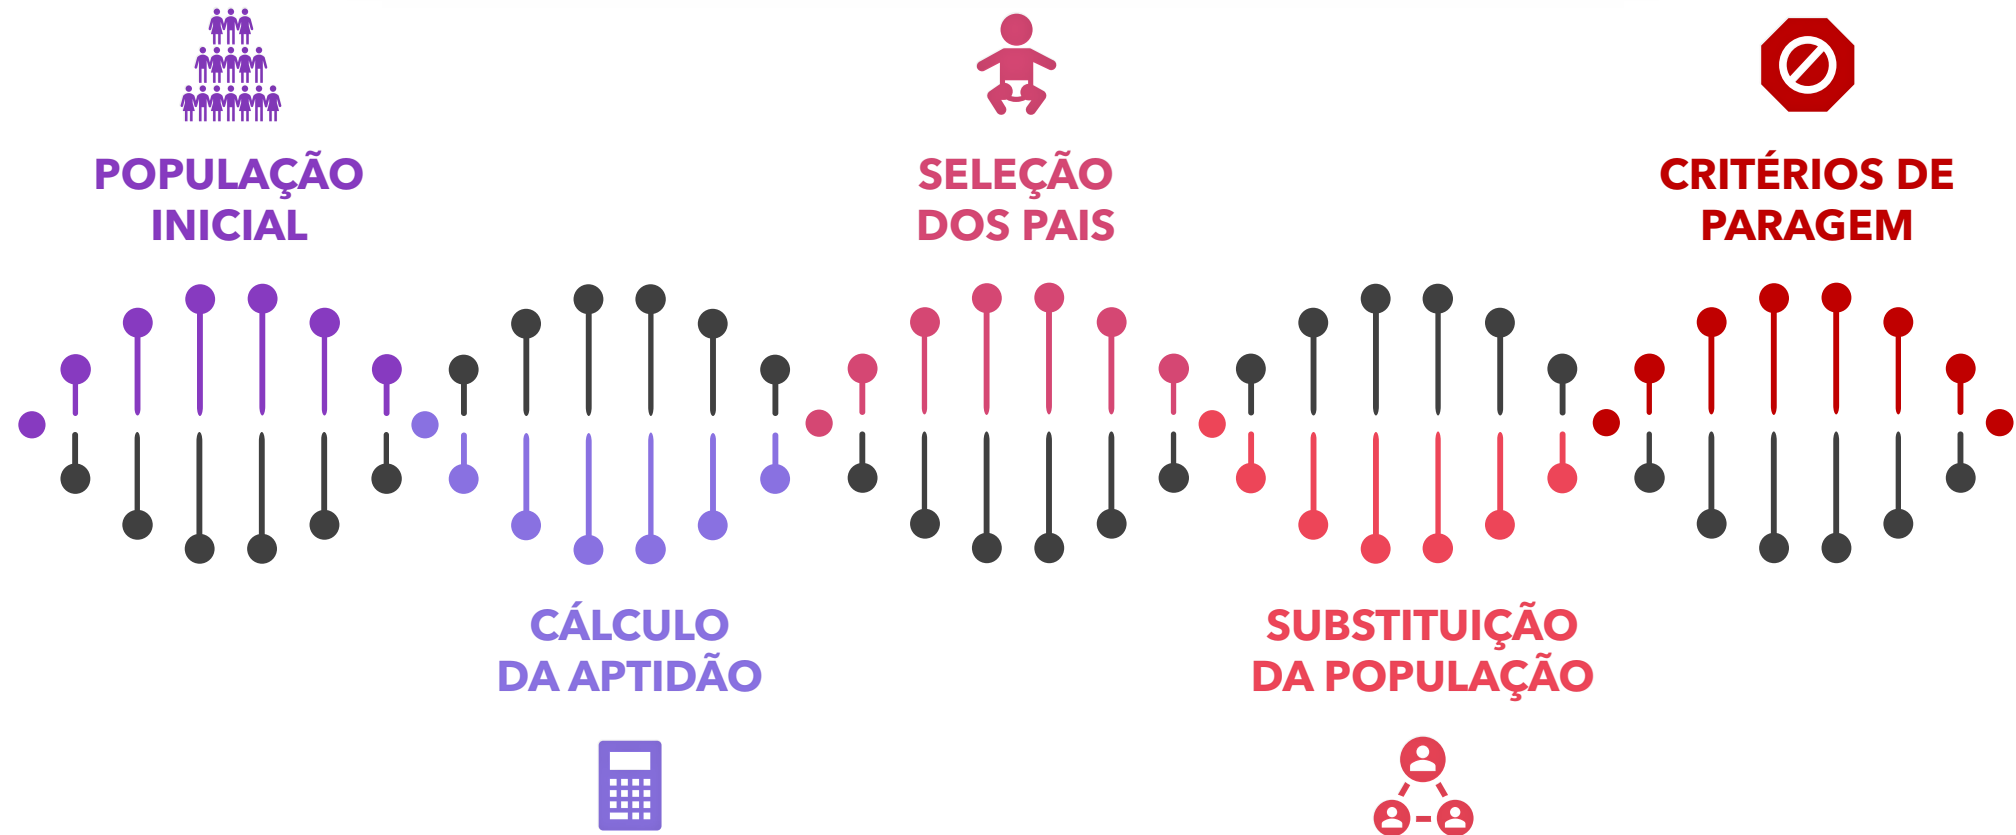 POPULAÇÃO
INICIAL
CÁLCULO
DA APTIDÃO
SELEÇÃO
DOS PAIS
SUBSTITUIÇÃO
DA POPULAÇÃO
CRITÉRIOS DE
PARAGEM